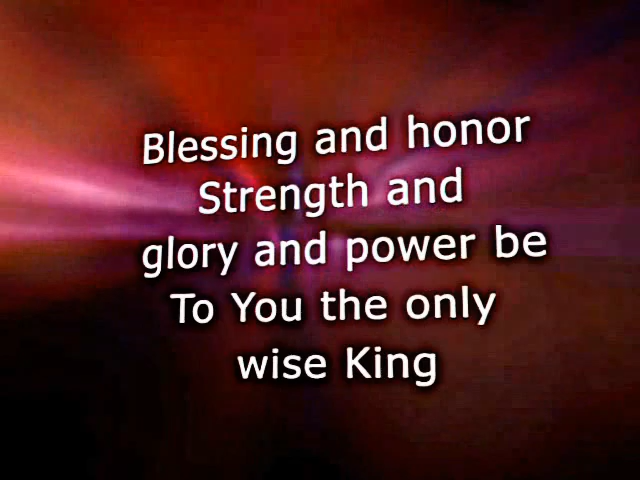 Blessing and honor
Strength and
glory and power be
To You the only
wise King